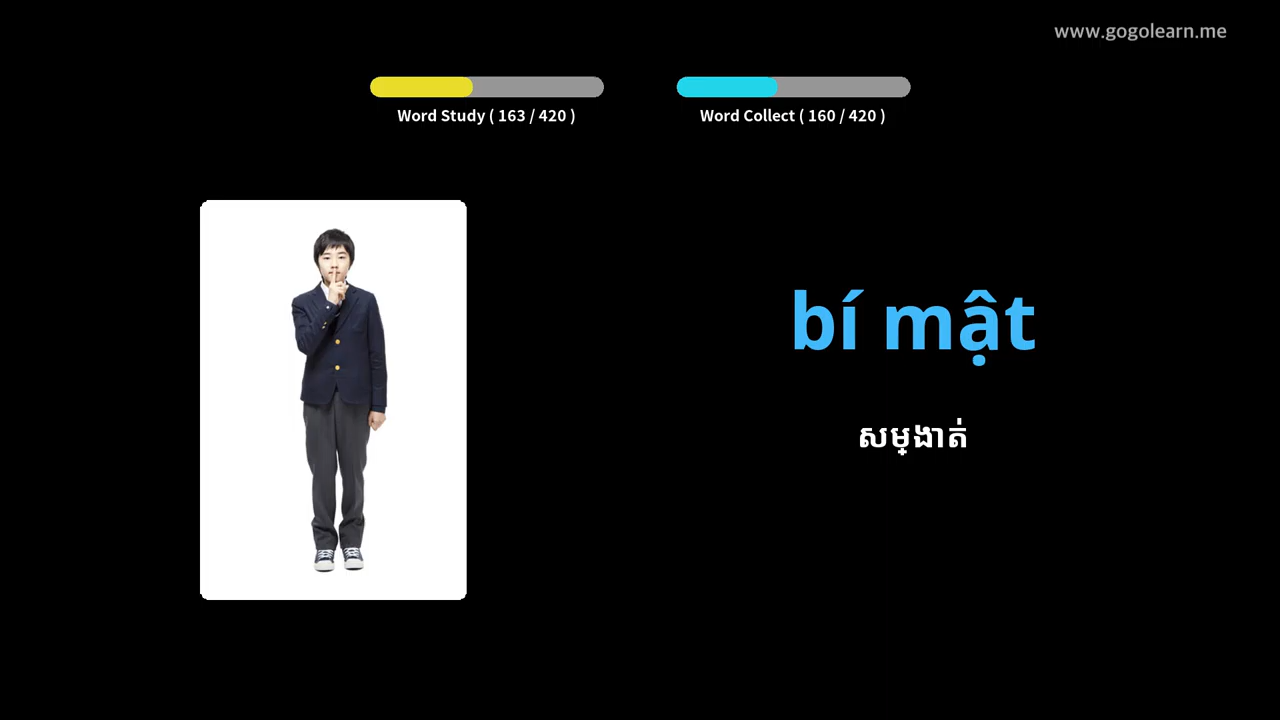 www.gogolearn.me
Word Study ( 163 / 420 )
Word Collect ( 160 / 420 )
bí mật
សម្ងាត់